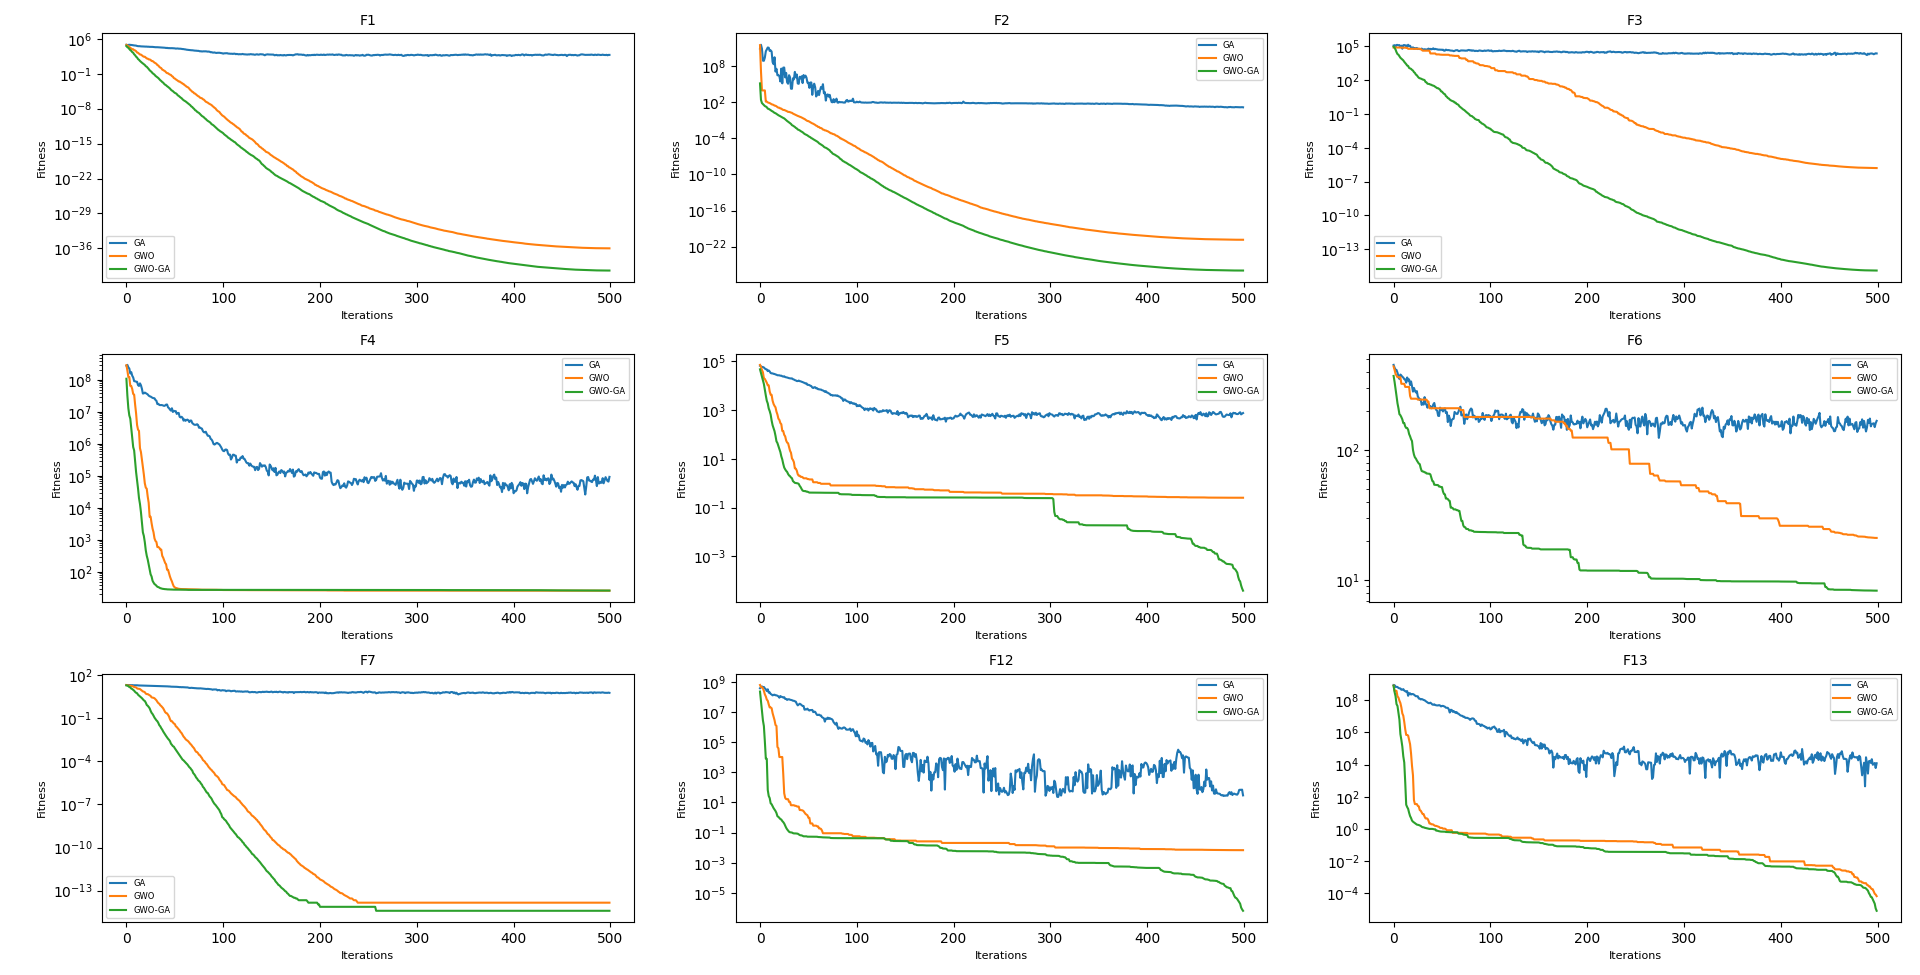 F1
10^6
10^-1
10^-8
10^-15
10^-22
10^-29
10^-36
Fitness
GA
GWO
GWO-GA
0 100 200 300 400 500
Iterations
F2
10^8
10^2
10^-4
10^-10
10^-16
10^-22
Fitness
GA
GWO
GWO-GA
0 100 200 300 400 500
Iterations
F3
10^5
10^2
10^-1
10^-4
10^-7
10^-10
10^-13
Fitness
GA
GWO
GWO-GA
0 100 200 300 400 500
Iterations
F4
10^8
10^7
10^6
10^5
10^4
10^3
10^2
Fitness
GA
GWO
GWO-GA
0 100 200 300 400 500
Iterations
F5
10^5
10^3
10^1
10^-1
10^-3
Fitness
GA
GWO
GWO-GA
0 100 200 300 400 500
Iterations
F6
10^2
10^1
Fitness
GA
GWO
GWO-GA
0 100 200 300 400 500
Iterations
F7
10^2
10^-1
10^-4
10^-7
10^-10
10^-13
Fitness
GA
GWO
GWO-GA
0 100 200 300 400 500
Iterations
F12
10^9
10^7
10^5
10^3
10^1
10^-1
10^-3
10^-5
Fitness
GA
GWO
GWO-GA
0 100 200 300 400 500
Iterations
F13
10^8
10^6
10^4
10^2
10^0
10^-2
10^-4
Fitness
GA
GWO
GWO-GA
0 100 200 300 400 500
Iterations